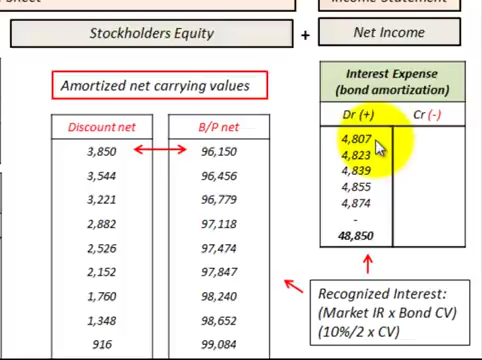 Sheet
Income Statement
Stockholders Equity + Net Income
Amortized net carrying values
Discount net B/P net
3,850 96,150
3,544 96,456
3,221 96,779
2,882 97,118
2,526 97,474
2,152 97,847
1,760 98,240
1,348 98,652
916 99,084
Interest Expense
(bond amortization)
Dr (+) Cr (-)
4,807
4,823
4,839
4,855
4,874
-
48,850
Recognized Interest:
(Market IR x Bond CV)
(10%/2 x CV)